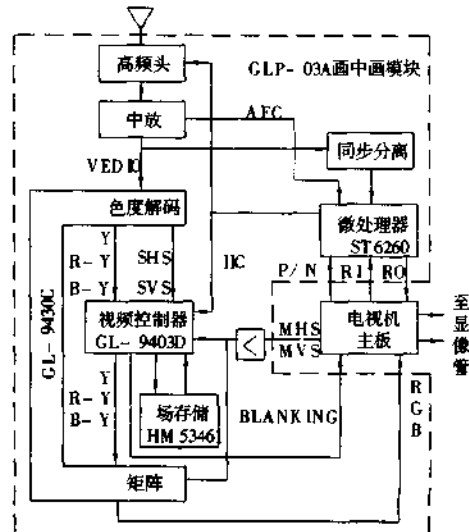 高频头
GLP-03A画中画模块
中放
AFC
VEDIO
同步分离
色度解码
微处理器
ST6260
Y
R-Y
B-Y
SHS
SVS
IIC
P/N
RI
RO
GL-9430C
视频控制器
GL-9403D
MHS
MVS
电视机
主板
至显像管
Y
R-Y
B-Y
场存储
HM53461
BLANKING
RGB
矩阵